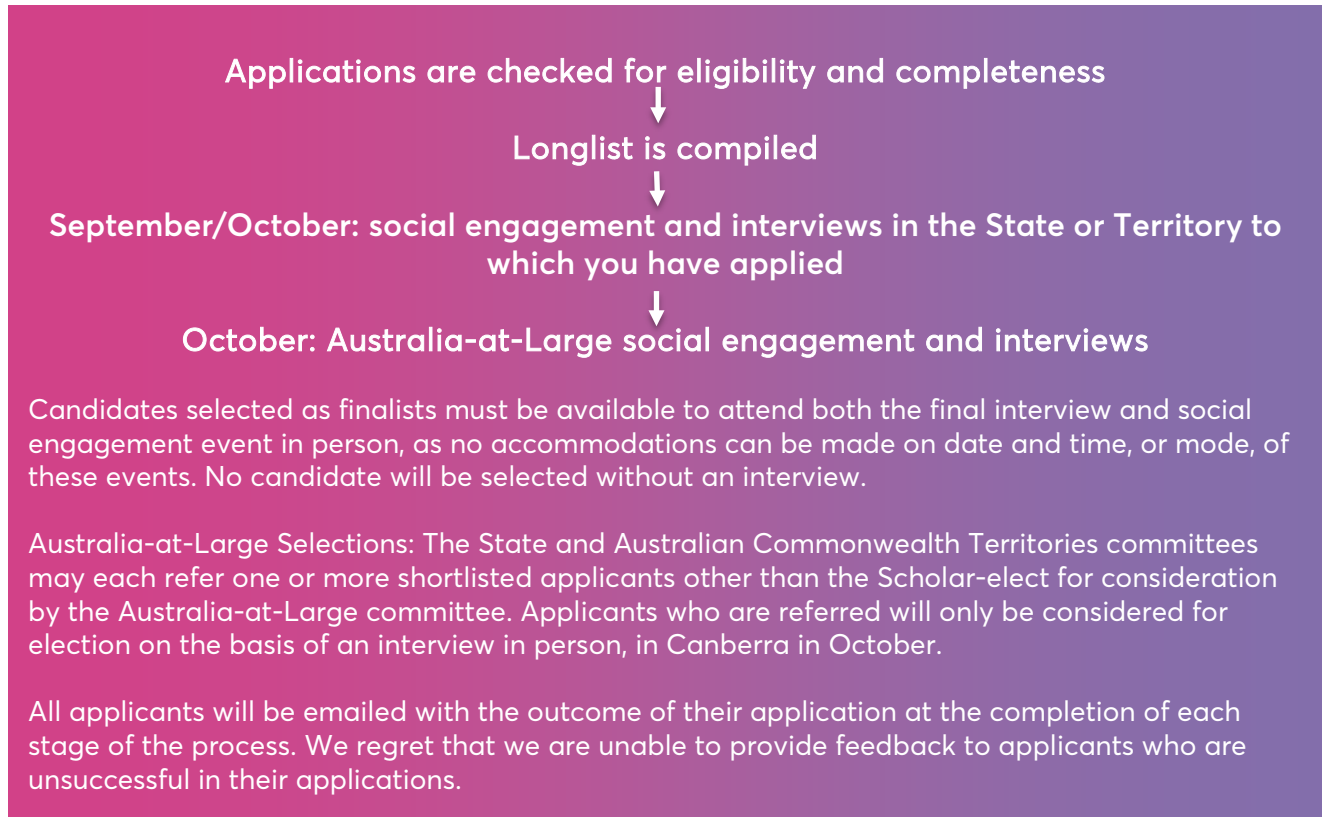 Applications are checked for eligibility and completeness
Longlist is compiled
September/October: social engagement and interviews in the State or Territory to
which you have applied
October: Australia-at-Large social engagement and interviews
Candidates selected as finalists must be available to attend both the final interview and social
engagement event in person, as no accommodations can be made on date and time, or mode, of
these events. No candidate will be selected without an interview.
Australia-at-Large Selections: The State and Australian Commonwealth Territories committees
may each refer one or more shortlisted applicants other than the Scholar-elect for consideration
by the Australia-at-Large committee. Applicants who are referred will only be considered for
election on the basis of an interview in person, in Canberra in October.
All applicants will be emailed with the outcome of their application at the completion of each
stage of the process. We regret that we are unable to provide feedback to applicants who are
unsuccessful in their applications.